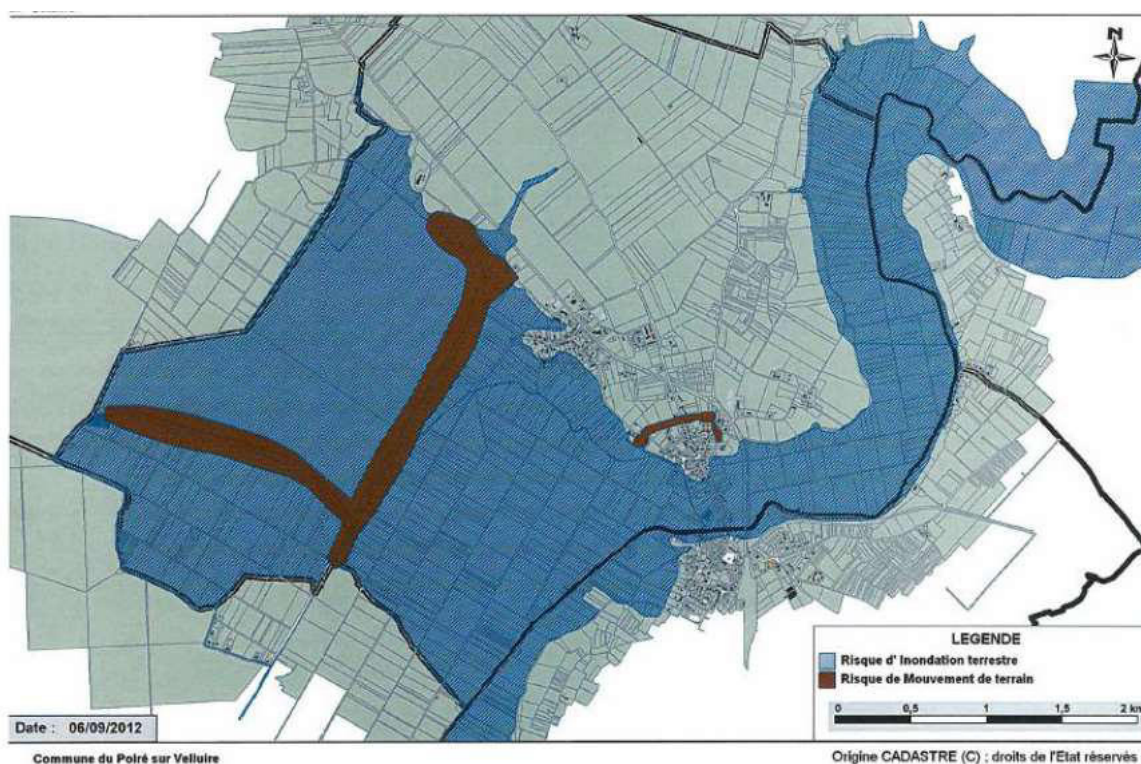 N
LEGENDE
Risque d' Inondation terrestre
Risque de Mouvement de terrain
0 0,5 1 1,5 2 km
Date : 06/09/2012
Commune du Poiré sur Velluire
Origine CADASTRE (C) : droits de l'Etat réservés